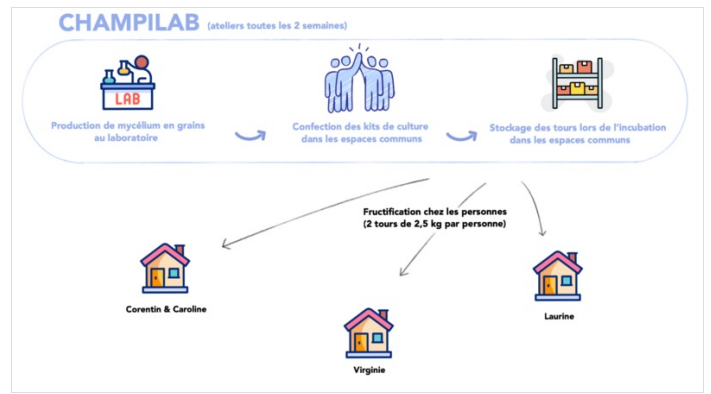 CHAMPILAB (ateliers toutes les 2 semaines)
LAB
Production de mycélium en grains
au laboratoire
Confection des kits de culture
dans les espaces communs
Stockage des tours lors de l'incubation
dans les espaces communs
Fructification chez les personnes
(2 tours de 2,5 kg par personne)
Corentin & Caroline
Laurine
Virginie